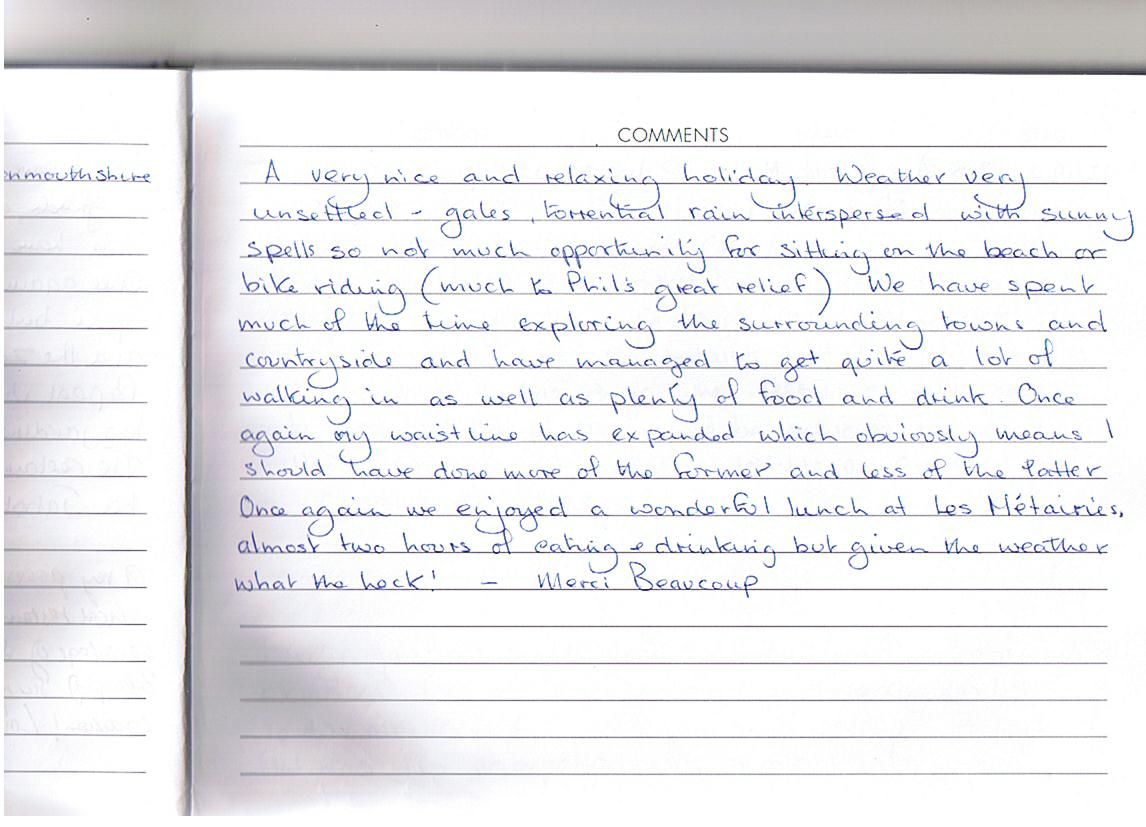 COMMENTS
onmouthshire
A very nice and relaxing holiday. Weather very
unsettled - gales, torrential rain interspersed with sunny
spells so not much opportunity for sitting on the beach or
bike riding (much to Phil's great relief) We have spent
much of the time exploring the surrounding towns and
countryside and have managed to get quite a lot of
walking in as well as plenty of food and drink. Once
again my waistline has expanded which obviously means I
should have done more of the former and less of the latter
Once again we enjoyed a wonderful lunch at Les Métairies,
almost two hours of eating & drinking but given the weather
what the heck! - Merci Beaucoup